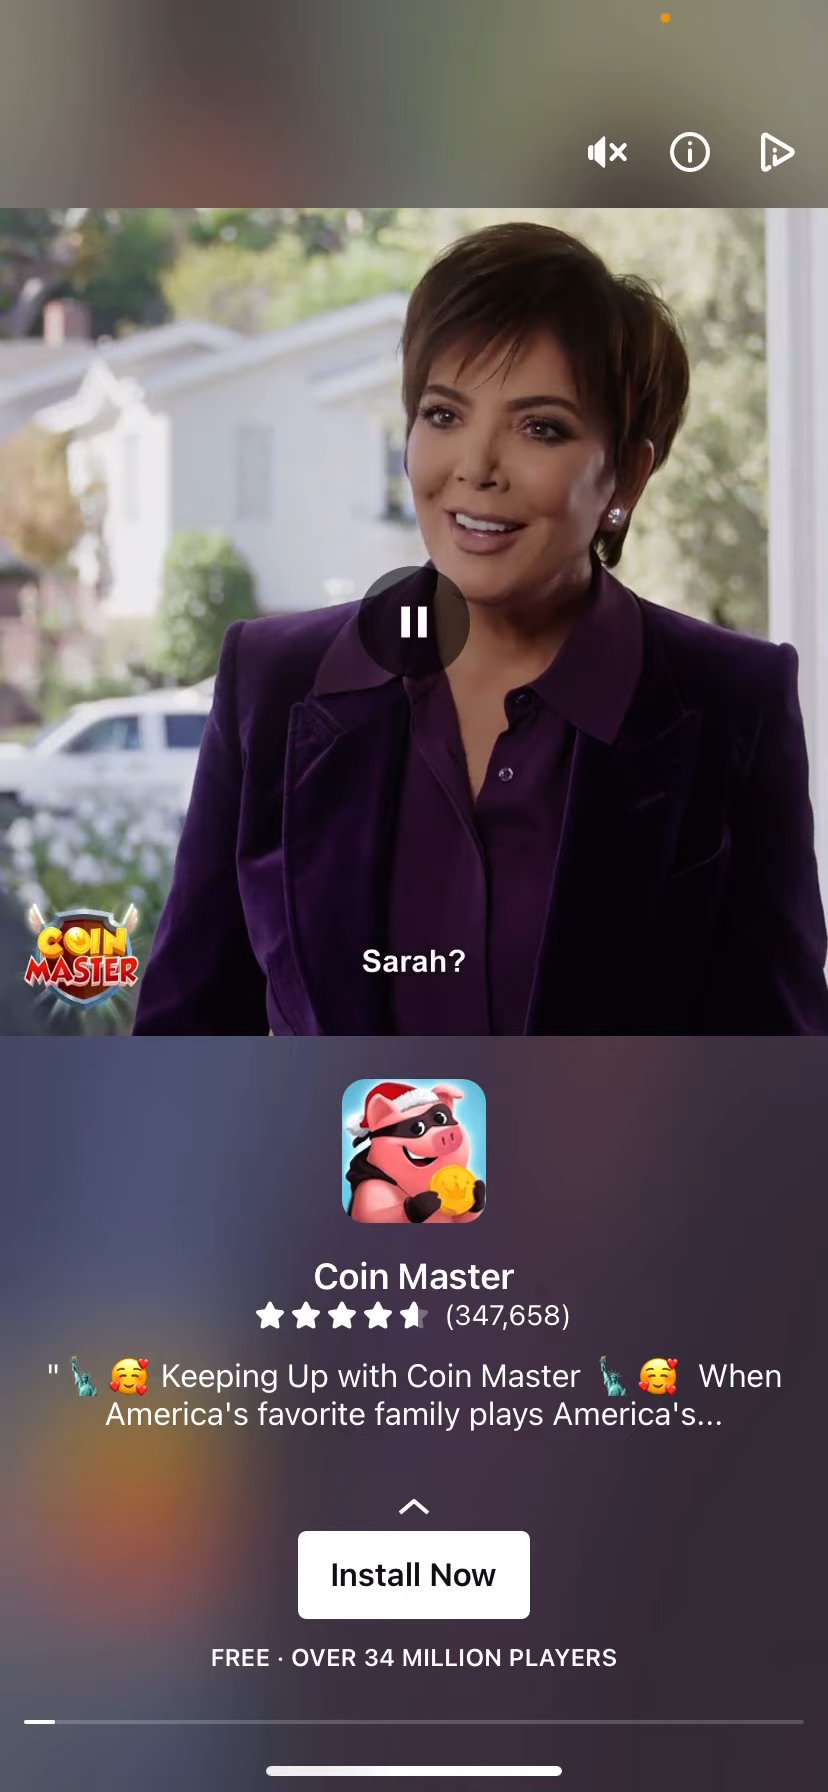 COIN
MASTER
Sarah?
Coin Master
(347,658)
"🗽 🥰 Keeping Up with Coin Master 🗽 🥰 When
America's favorite family plays America's...
Install Now
FREE · OVER 34 MILLION PLAYERS